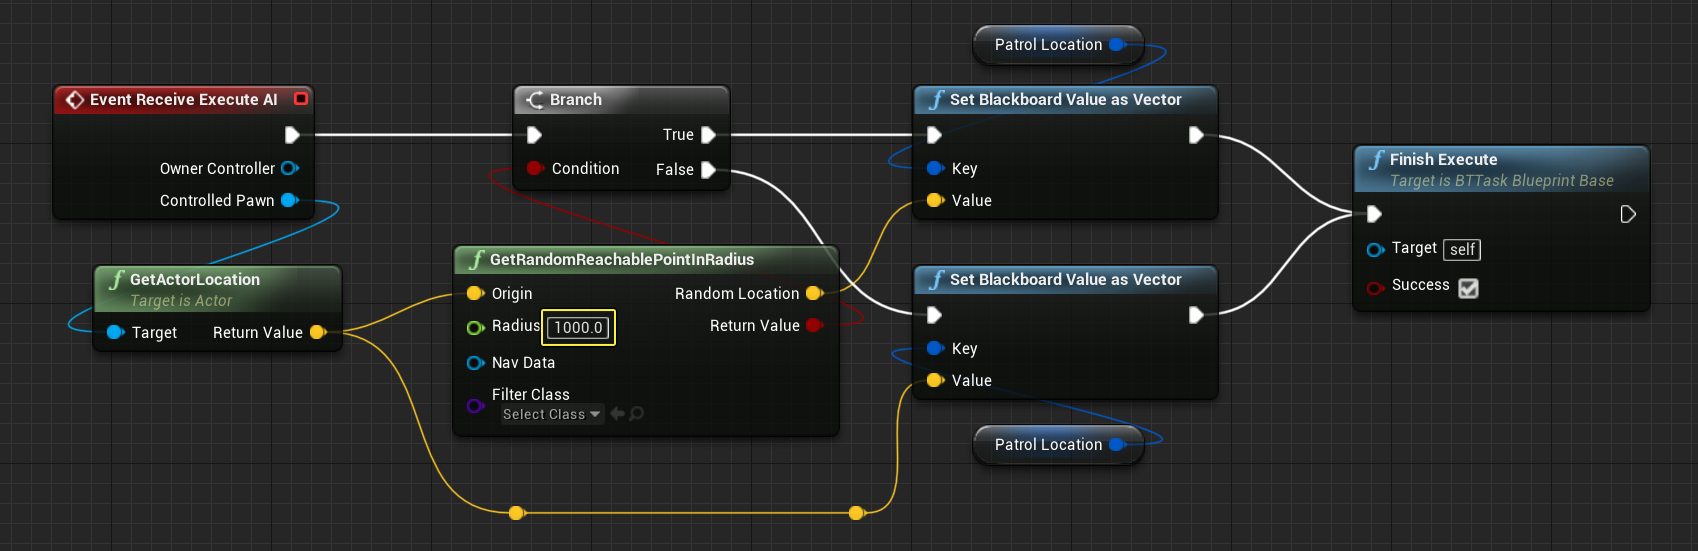 Patrol Location
Event Receive Execute AI
Owner Controller
Controlled Pawn
Branch
True
Condition
False
Set Blackboard Value as Vector
Key
Value
Finish Execute
Target is BTTask Blueprint Base
Target self
Success
GetActorLocation
Target is Actor
Target
Return Value
GetRandomReachablePointInRadius
Origin
Random Location
Radius 1000.0
Return Value
Nav Data
Filter Class
Select Class
Set Blackboard Value as Vector
Key
Value
Patrol Location